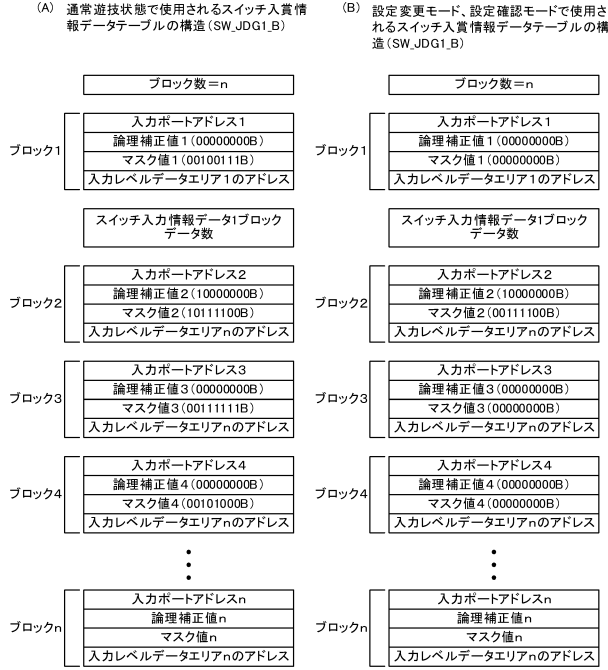 (A) 通常遊技状態で使用されるスイッチ入賞情
報データテーブルの構造(SW_JDG1_B)
ブロック数=n
ブロック1
入力ポートアドレス1
論理補正値1(00000000B)
マスク値1(00100111B)
入力レベルデータエリア1のアドレス
スイッチ入力情報データ1ブロック
データ数
ブロック2
入力ポートアドレス2
論理補正値2(10000000B)
マスク値2(10111100B)
入力レベルデータエリアnのアドレス
ブロック3
入力ポートアドレス3
論理補正値3(00000000B)
マスク値3(00111111B)
入力レベルデータエリアnのアドレス
ブロック4
入力ポートアドレス4
論理補正値4(00000000B)
マスク値4(00101000B)
入力レベルデータエリアnのアドレス
ブロックn
入力ポートアドレスn
論理補正値n
マスク値n
入力レベルデータエリアnのアドレス
(B) 設定変更モード、設定確認モードで使用さ
れるスイッチ入賞情報データテーブルの構
造(SW_JDG1_B)
ブロック数=n
ブロック1
入力ポートアドレス1
論理補正値1(00000000B)
マスク値1(00000000B)
入力レベルデータエリア1のアドレス
スイッチ入力情報データ1ブロック
データ数
ブロック2
入力ポートアドレス2
論理補正値2(10000000B)
マスク値2(00111100B)
入力レベルデータエリアnのアドレス
ブロック3
入力ポートアドレス3
論理補正値3(00000000B)
マスク値3(00000000B)
入力レベルデータエリアnのアドレス
ブロック4
入力ポートアドレス4
論理補正値4(00000000B)
マスク値4(00000000B)
入力レベルデータエリアnのアドレス
ブロックn
入力ポートアドレスn
論理補正値n
マスク値n
入力レベルデータエリアnのアドレス